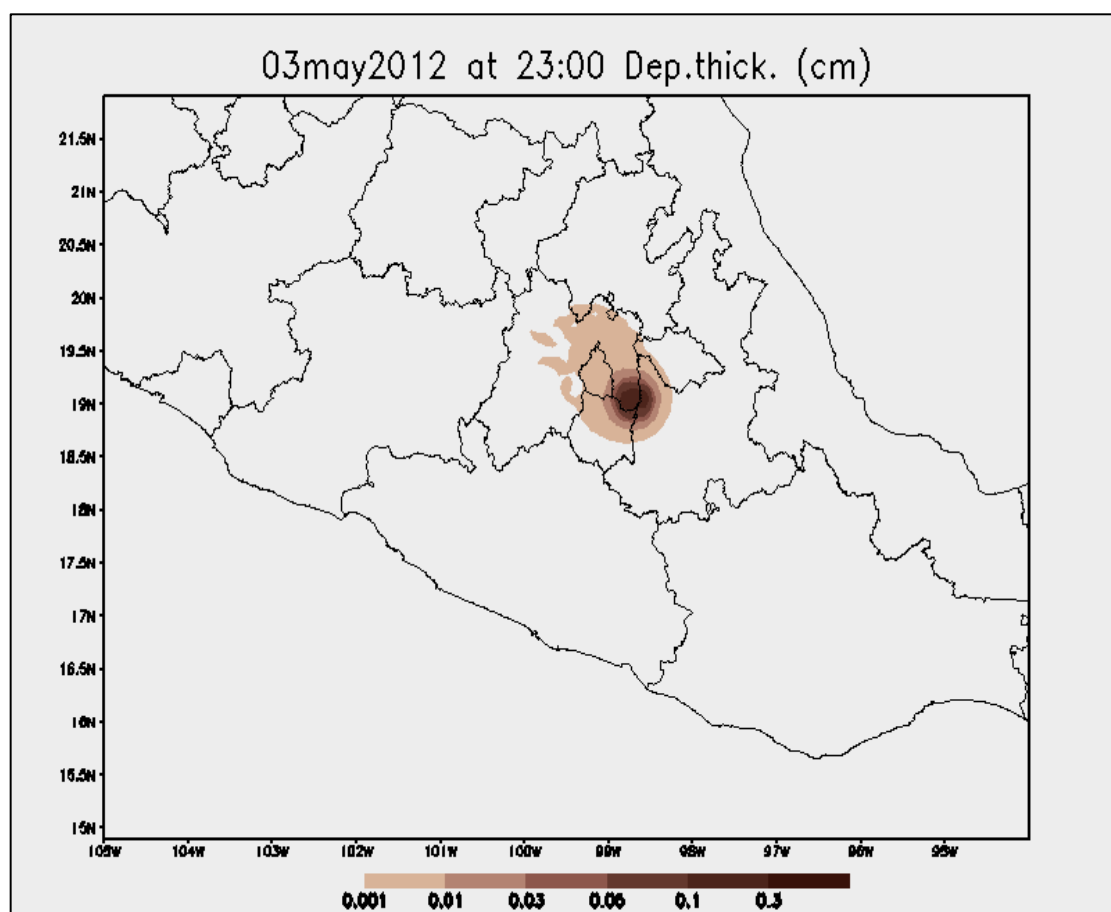 03may2012 at 23:00 Dep.thick. (cm)
21.5N
21N
20.5N
20N
19.5N
19N
18.5N
18N
17.5N
17N
16.5N
16N
15.5N
15N
105W 104W 103W 102W 101W 100W 99W 98W 97W 96W 95W
0.001 0.01 0.03 0.06 0.1 0.3